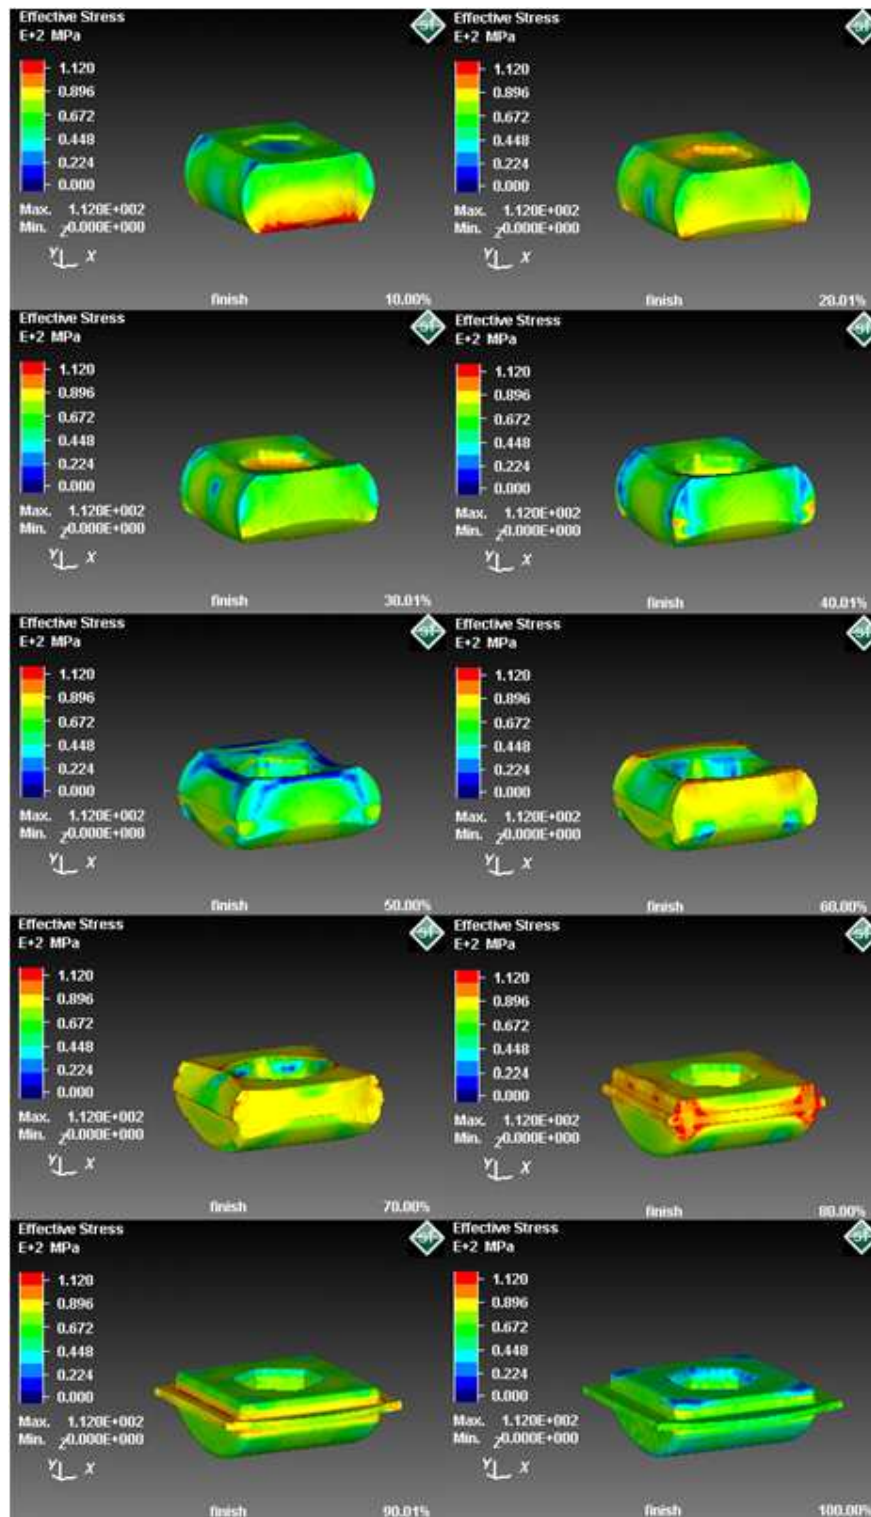 Effective Stress
E+2 MPa
1.120
0.896
0.672
0.448
0.224
0.000
Max. 1.120E+002
Min. 0.000E+000
Z
Y X
finish 10.00%
Effective Stress
E+2 MPa
1.120
0.896
0.672
0.448
0.224
0.000
Max. 1.120E+002
Min. 0.000E+000
Z
Y X
finish 20.01%
Effective Stress
E+2 MPa
1.120
0.896
0.672
0.448
0.224
0.000
Max. 1.120E+002
Min. 0.000E+000
Z
Y X
finish 30.01%
Effective Stress
E+2 MPa
1.120
0.896
0.672
0.448
0.224
0.000
Max. 1.120E+002
Min. 0.000E+000
Z
Y X
finish 40.01%
Effective Stress
E+2 MPa
1.120
0.896
0.672
0.448
0.224
0.000
Max. 1.120E+002
Min. 0.000E+000
Z
Y X
finish 50.00%
Effective Stress
E+2 MPa
1.120
0.896
0.672
0.448
0.224
0.000
Max. 1.120E+002
Min. 0.000E+000
Z
Y X
finish 60.00%
Effective Stress
E+2 MPa
1.120
0.896
0.672
0.448
0.224
0.000
Max. 1.120E+002
Min. 0.000E+000
Z
Y X
finish 70.00%
Effective Stress
E+2 MPa
1.120
0.896
0.672
0.448
0.224
0.000
Max. 1.120E+002
Min. 0.000E+000
Z
Y X
finish 80.00%
Effective Stress
E+2 MPa
1.120
0.896
0.672
0.448
0.224
0.000
Max. 1.120E+002
Min. 0.000E+000
Z
Y X
finish 90.01%
Effective Stress
E+2 MPa
1.120
0.896
0.672
0.448
0.224
0.000
Max. 1.120E+002
Min. 0.000E+000
Z
Y X
finish 100.00%